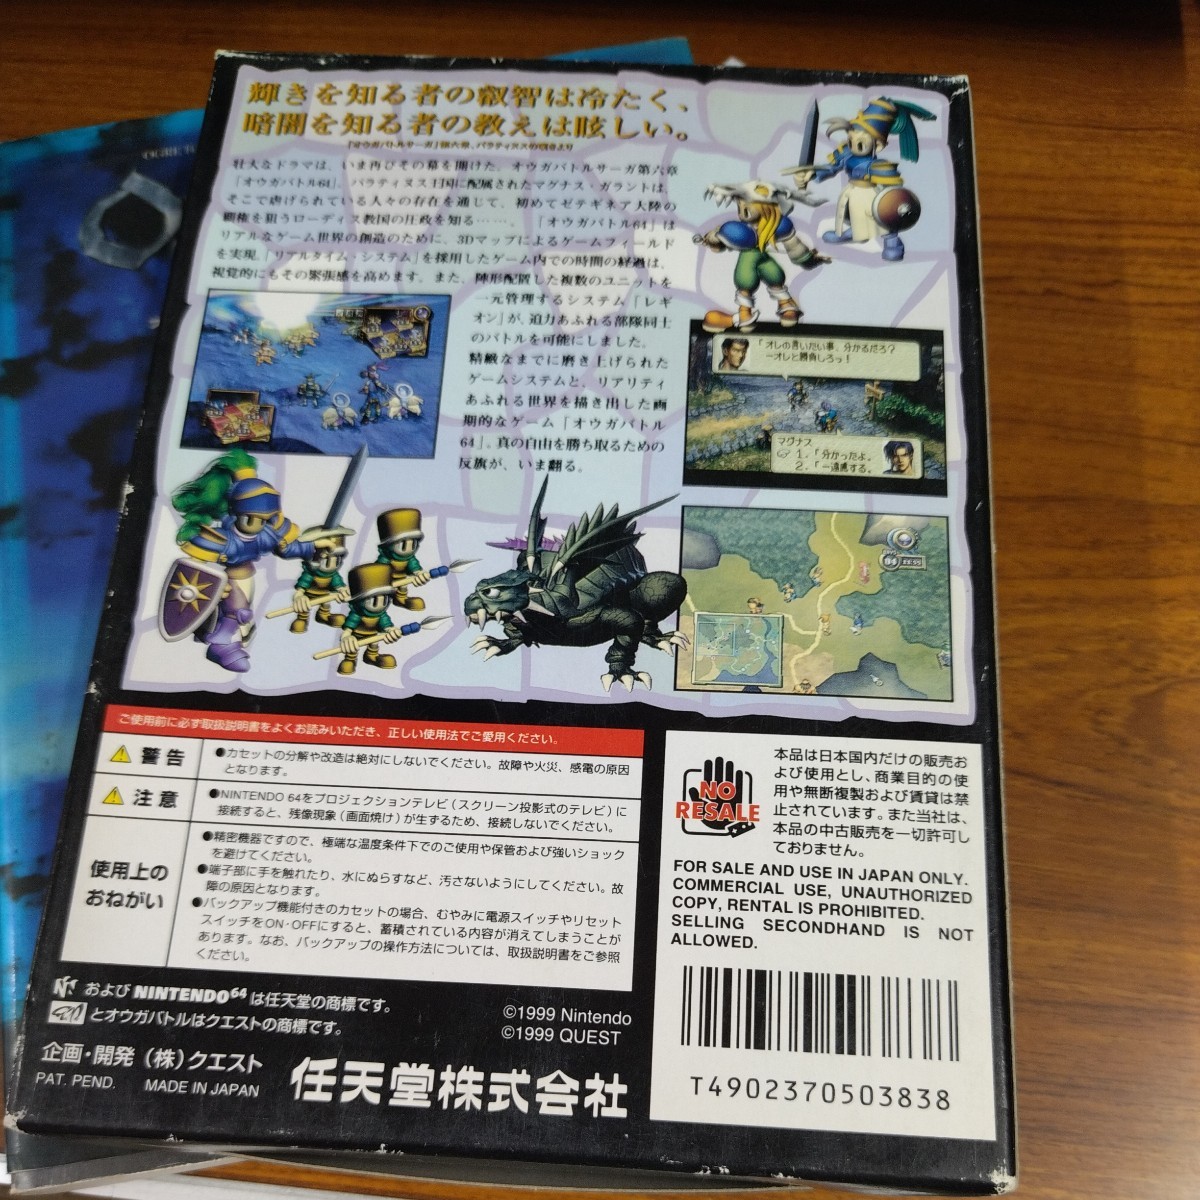 OGRE
輝きを知る者の叡智は冷たく、
暗闇を知る者の教えは眩しい。
「オウガバトルサーガ」第六章、パラティヌスの
壮大なドラマは、いま再びその幕を開けた。オウガバトルサーガ第六章
「オウガバトル64」。パラティヌス王国に配属されたマグナス・ガラントは、
そこで虐げられている人々の存在を通じて、初めてゼテギネア大陸の
覇権を狙うローディス教国の圧政を知る……。「オウガバトル64」は
リアルなゲーム世界の創造のために、3Dマップによるゲームフィールド
を実現。「リアルタイム・システム」を採用したゲーム内での時間の経過は、
視覚的にもその緊張感を高めます。また、陣形配置した複数のユニットを
一元管理するシステム「レギ
オン」が、迫力あふれる部隊同士
のバトルを可能にしました。
精緻なまでに磨き上げられた
ゲームシステムと、リアリティ
あふれる世界を描き出した画
期的なゲーム「オウガバトル
64」。真の自由を勝ち取るための
反旗が、いま翻る。
「オレの言いたい事、分かるだろ?
―オレと勝負しろっ!
マグナス
1.「分かったよ。
2.「遠慮する。
ご使用前に必ず取扱説明書をよくお読みいただき、正しい使用法でご愛用ください。
警告
●カセットの分解や改造は絶対にしないでください。故障や火災、感電の原因
となります。
注意
●NINTENDO 64をプロジェクションテレビ(スクリーン投影式のテレビ)に
接続すると、残像現象(画面焼け)が生ずるため、接続しないでください。
使用上の
おねがい
●精密機器ですので、極端な温度条件下でのご使用や保管および強いショック
を避けてください。
●端子部に手を触れたり、水にぬらすなど、汚さないようにしてください。故
障の原因となります。
●バックアップ機能付きのカセットの場合、むやみに電源スイッチやリセット
スイッチをON・OFFにすると、蓄積されている内容が消えてしまうことが
あります。なお、バックアップの操作方法については、取扱説明書をご参照
ください。
NO
RESALE
本品は日本国内だけの販売お
よび使用とし、商業目的の使
用や無断複製および賃貸は禁
止されています。また当社は、
本品の中古販売を一切許可し
ておりません。
FOR SALE AND USE IN JAPAN ONLY.
COMMERCIAL USE, UNAUTHORIZED
COPY, RENTAL IS PROHIBITED.
SELLING SECONDHAND IS NOT
ALLOWED.
および NINTENDO64 は任天堂の商標です。
とオウガバトルはクエストの商標です。
©1999 Nintendo
©1999 QUEST
企画・開発 (株)クエスト
PAT. PEND. MADE IN JAPAN
任天堂株式会社
T4902370503838